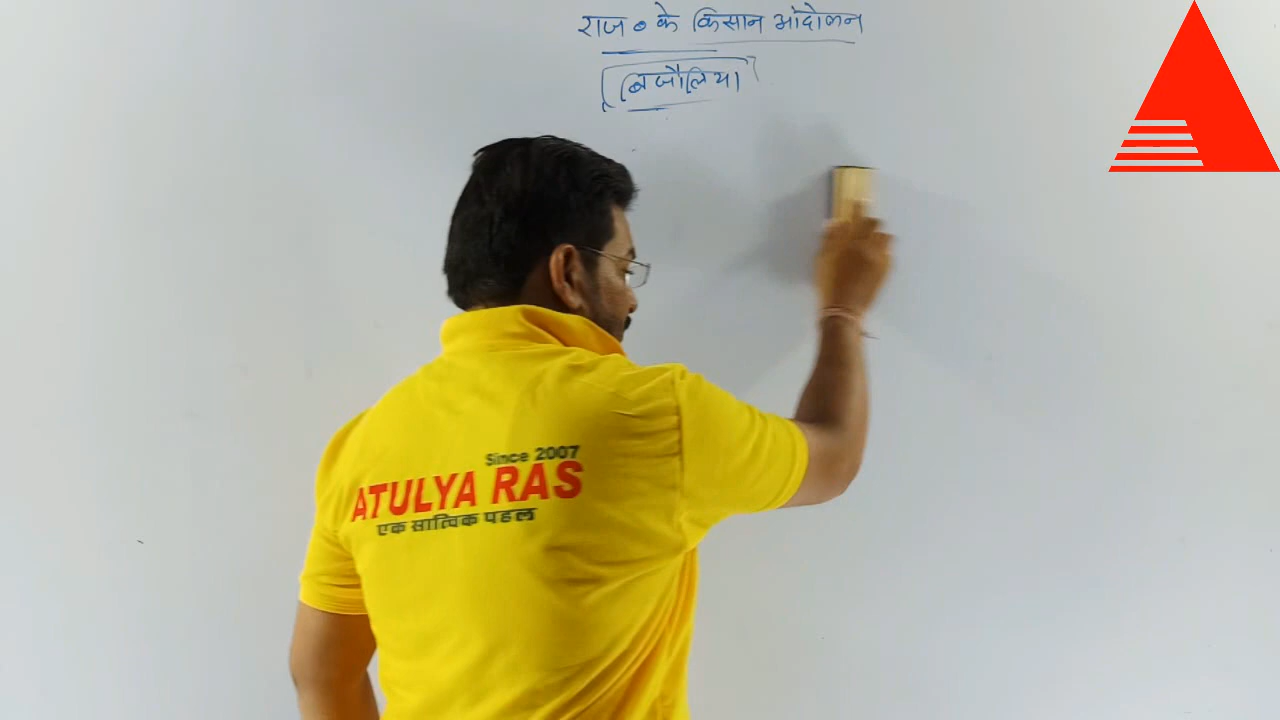 राज० के किसान आंदोलन
बिजौलिया
Since 2007
ATULYA RAS
एक सात्विक पहल